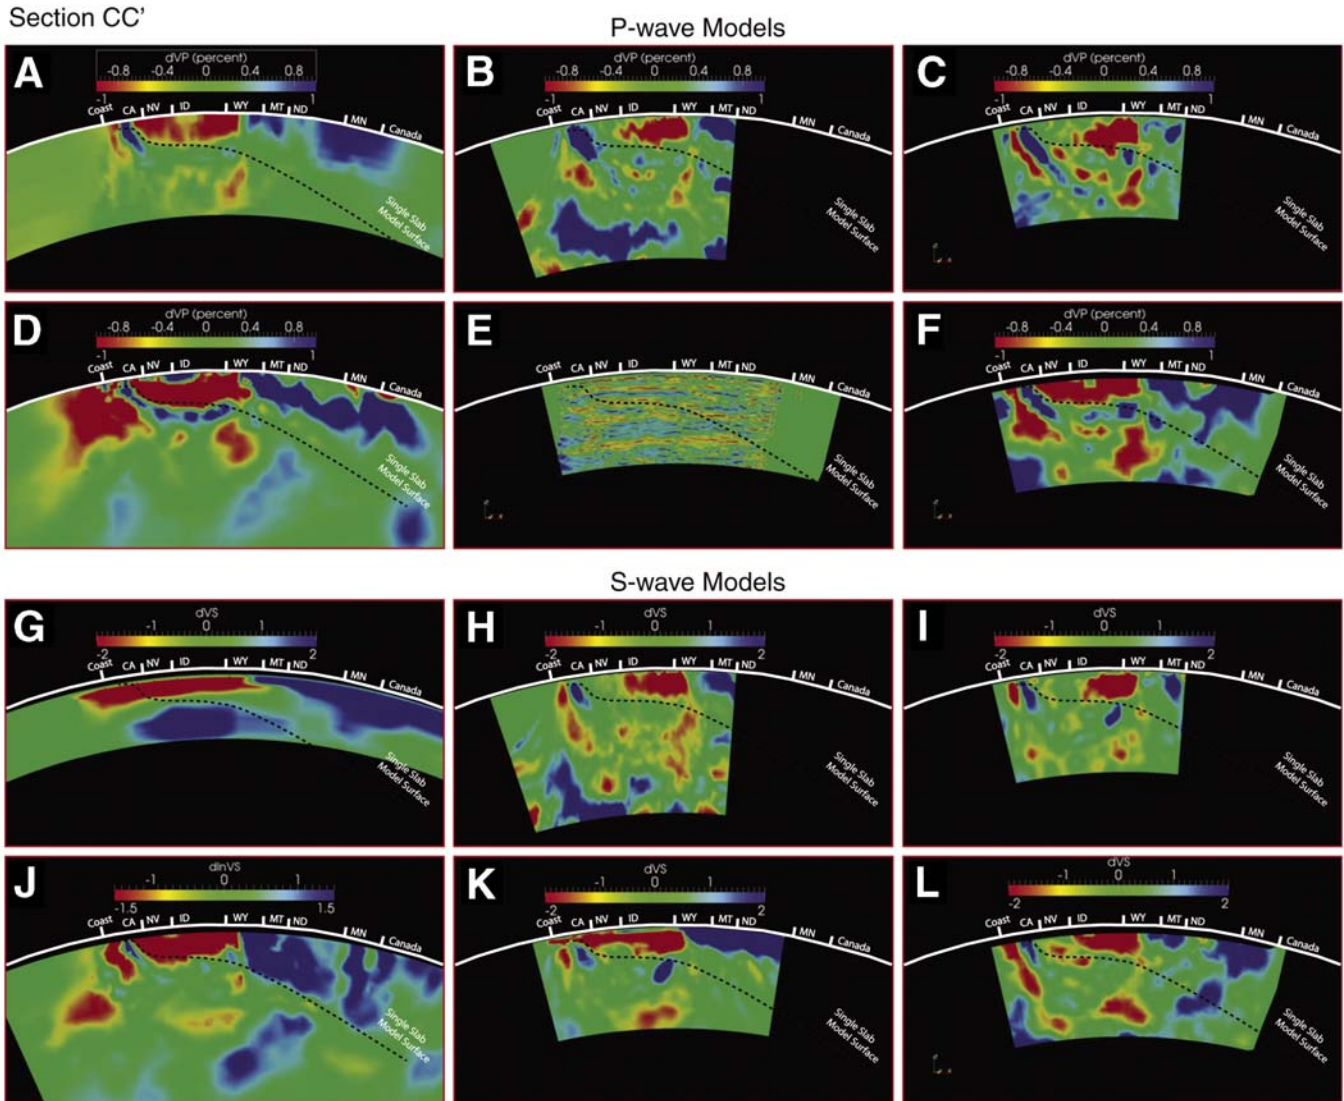 Section CC'
P-wave Models
A
dVP (percent)
-0.8 -0.4 0 0.4 0.8
-1 1
Coast CA NV ID WY MT ND MN Canada
Single Slab
Model Surface
B
dVP (percent)
-0.8 -0.4 0 0.4 0.8
-1 1
Coast CA NV ID WY MT ND MN Canada
Single Slab
Model Surface
C
dVP (percent)
-0.8 -0.4 0 0.4 0.8
-1 1
Coast CA NV ID WY MT ND MN Canada
Single Slab
Model Surface
D
dVP (percent)
-0.8 -0.4 0 0.4 0.8
-1 1
Coast CA NV ID WY MT ND MN Canada
Single Slab
Model Surface
E
Coast CA NV ID WY MT ND MN Canada
Single Slab
Model Surface
F
dVP (percent)
-0.8 -0.4 0 0.4 0.8
-1 1
Coast CA NV ID WY MT ND MN Canada
Single Slab
Model Surface
S-wave Models
G
dVS
-1 0 1
-2 2
Coast CA NV ID WY MT ND MN Canada
Single Slab
Model Surface
H
dVS
-1 0 1
-2 2
Coast CA NV ID WY MT ND MN Canada
Single Slab
Model Surface
I
dVS
-1 0 1
-2 2
Coast CA NV ID WY MT ND MN Canada
Single Slab
Model Surface
J
dlnVS
-1 0 1
-1.5 1.5
Coast CA NV ID WY MT ND MN Canada
Single Slab
Model Surface
K
dVS
-1 0 1
-2 2
Coast CA NV ID WY MT ND MN Canada
Single Slab
Model Surface
L
dVS
-1 0 1
-2 2
Coast CA NV ID WY MT ND MN Canada
Single Slab
Model Surface